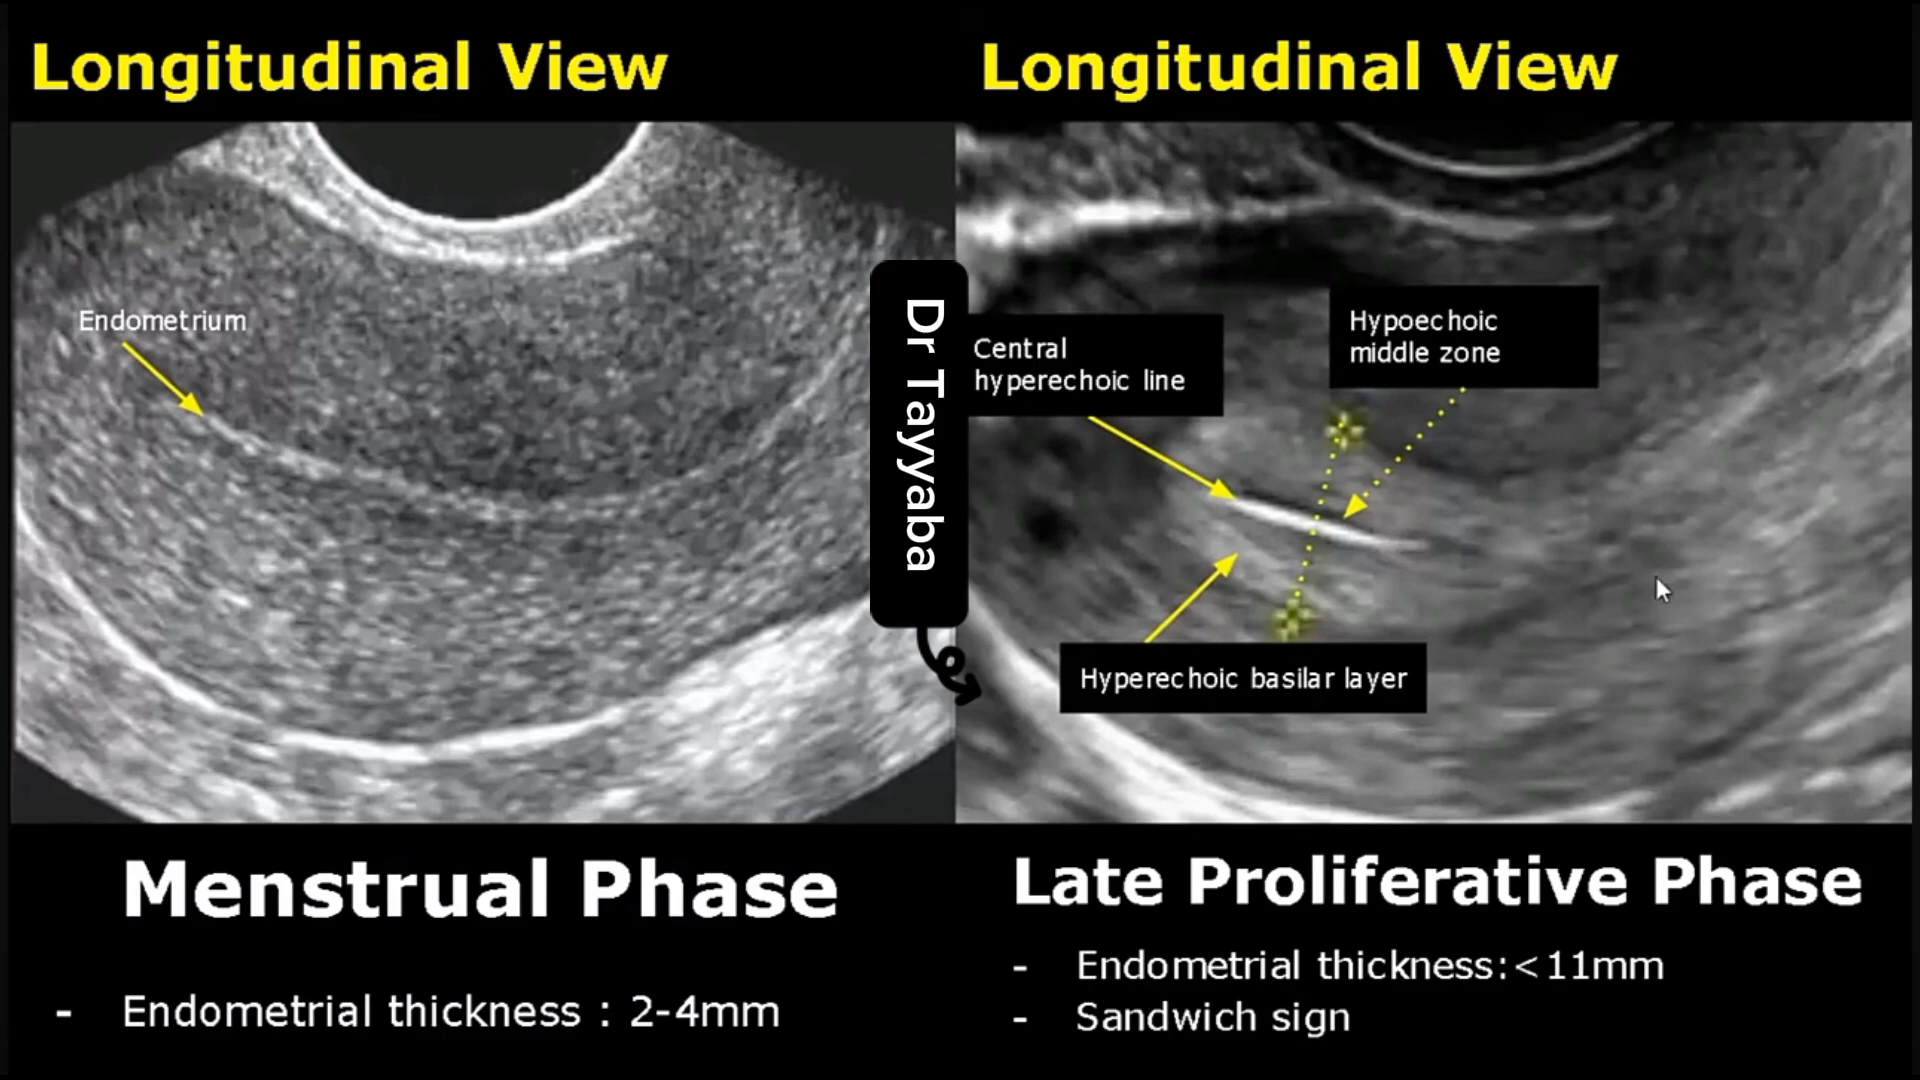 Longitudinal View
Longitudinal View
Endometrium
Dr Tayyaba
Central
hyperechoic line
Hypoechoic
middle zone
Hyperechoic basilar layer
Menstrual Phase
- Endometrial thickness : 2-4mm
Late Proliferative Phase
- Endometrial thickness:<11mm
- Sandwich sign